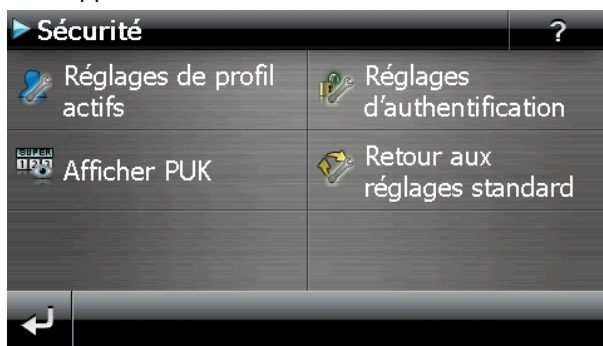 Sécurité
?
Réglages de profil
actifs
Réglages
d'authentification
SUPER
123
Afficher PUK
Retour aux
réglages standard